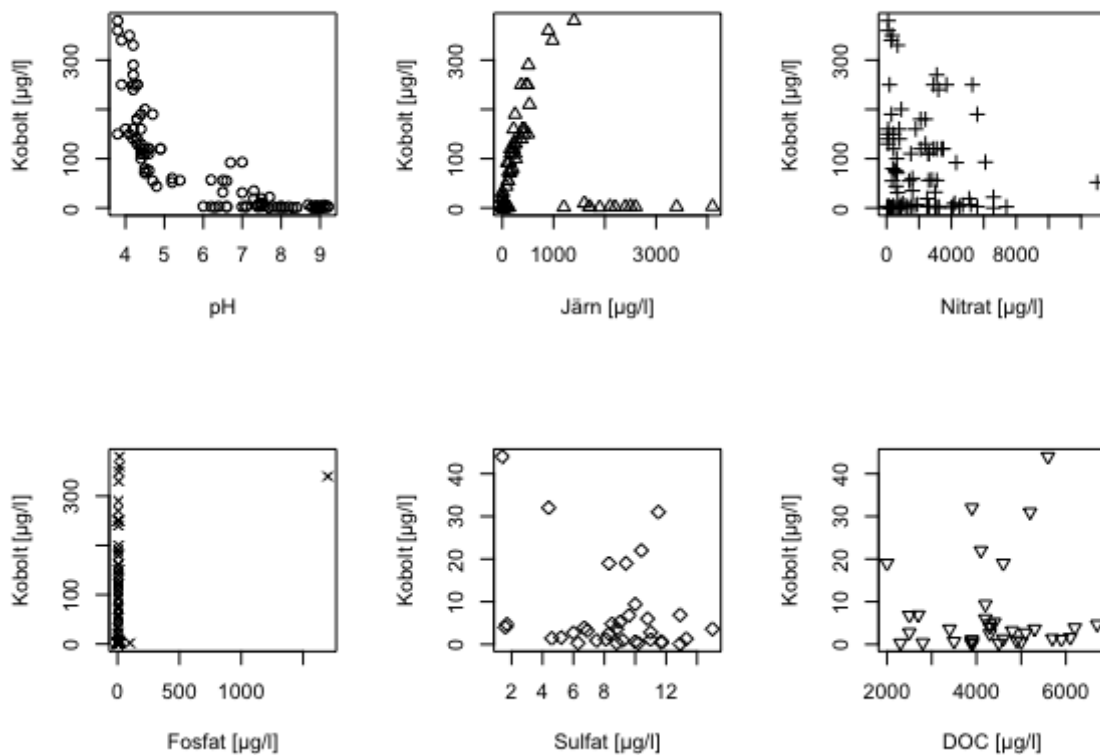 Kobolt [µg/l]
0 100 300
4 5 6 7 8 9
pH
Kobolt [µg/l]
0 100 300
0 1000 3000
Järn [µg/l]
Kobolt [µg/l]
0 100 300
0 4000 8000
Nitrat [µg/l]
Kobolt [µg/l]
0 100 300
0 500 1000
Fosfat [µg/l]
Kobolt [µg/l]
0 10 20 30 40
2 4 6 8 12
Sulfat [µg/l]
Kobolt [µg/l]
0 10 20 30 40
2000 4000 6000
DOC [µg/l]